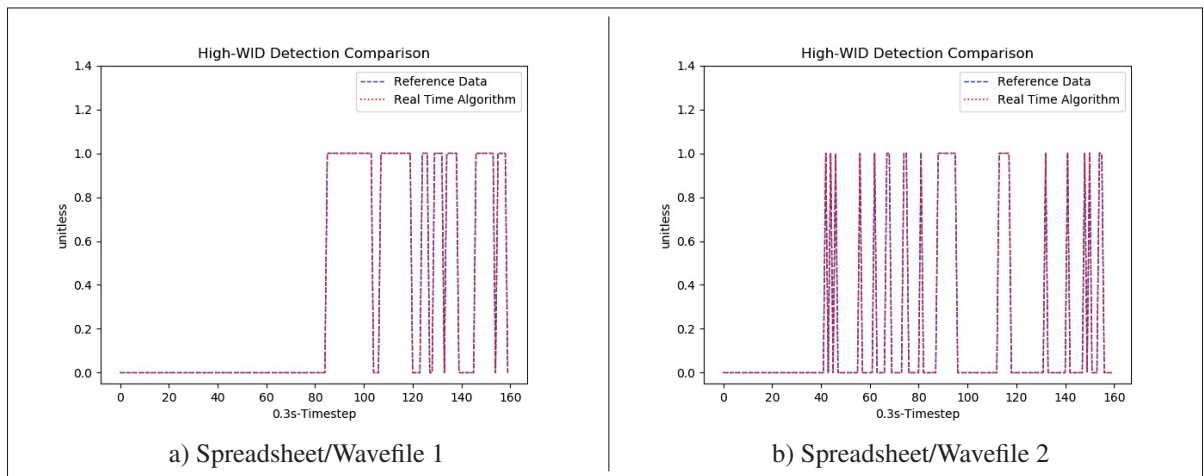 High-WID Detection Comparison
1.4
1.2
1.0
0.8
0.6
0.4
0.2
0.0
unitless
Reference Data
Real Time Algorithm
0 20 40 60 80 100 120 140 160
0.3s-Timestep
a) Spreadsheet/Wavefile 1
High-WID Detection Comparison
1.4
1.2
1.0
0.8
0.6
0.4
0.2
0.0
unitless
Reference Data
Real Time Algorithm
0 20 40 60 80 100 120 140 160
0.3s-Timestep
b) Spreadsheet/Wavefile 2